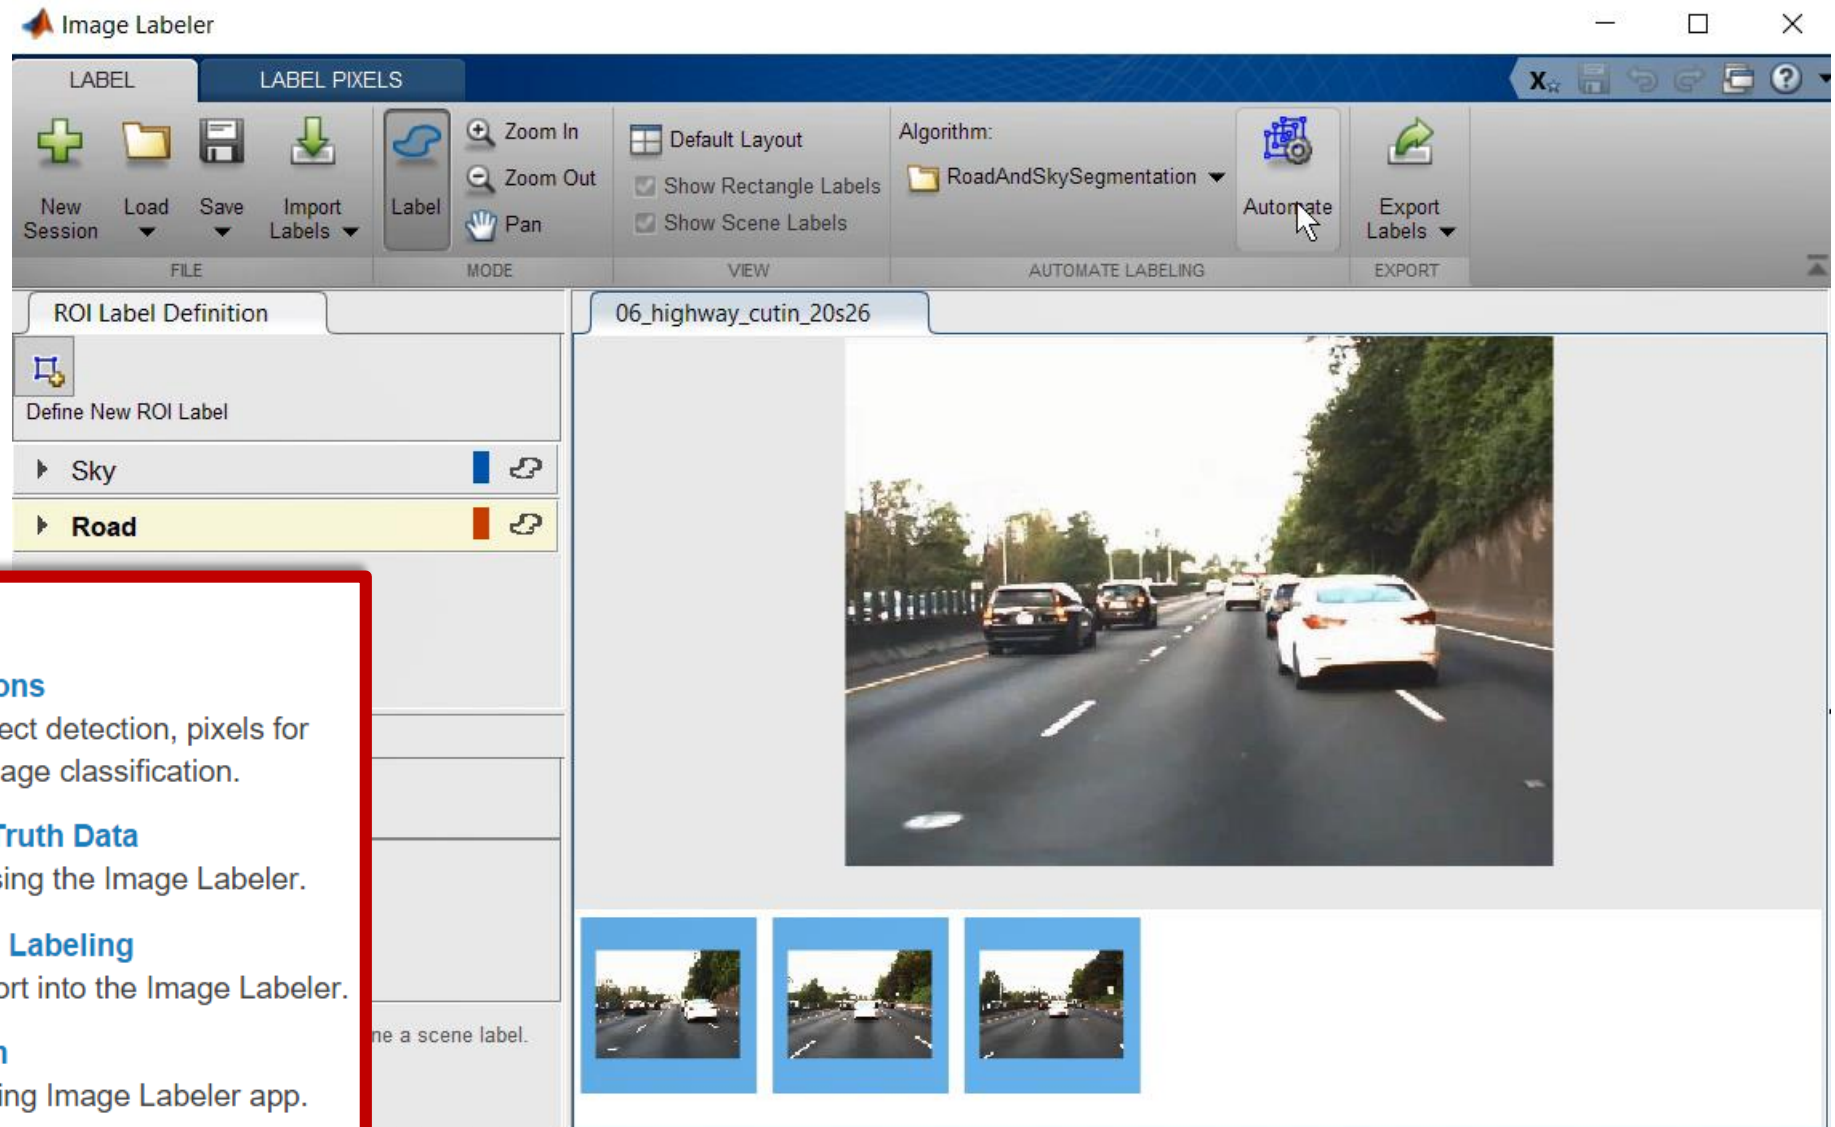 Image Labeler
LABEL
LABEL PIXELS
New Session
Load
Save
Import Labels
Label
Zoom In
Zoom Out
Pan
Default Layout
Show Rectangle Labels
Show Scene Labels
Algorithm:
RoadAndSkySegmentation
Automate
Export Labels
FILE
MODE
VIEW
AUTOMATE LABELING
EXPORT
ROI Label Definition
06_highway_cutin_20s26
Define New ROI Label
Sky
Road
ons
ect detection, pixels for
age classification.
Truth Data
sing the Image Labeler.
Labeling
ort into the Image Labeler.
n
ing Image Labeler app.
ne a scene label.